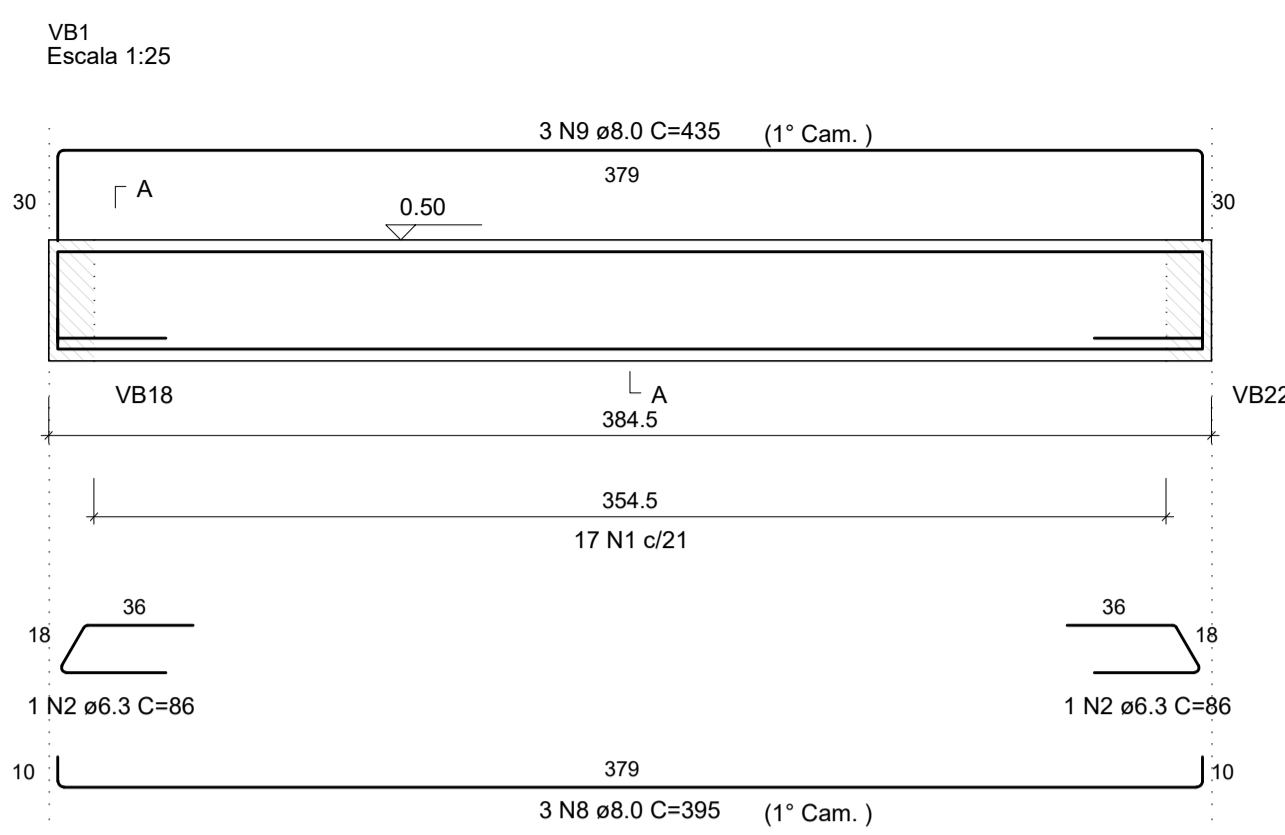 VB1
Escala 1:25
3 N9 ø8.0 C=435 (1° Cam. )
379
30
30
A
0.50
VB18
A
VB22
384.5
354.5
17 N1 c/21
36
36
18
18
1 N2 ø6.3 C=86
1 N2 ø6.3 C=86
10
379
10
3 N8 ø8.0 C=395 (1° Cam. )